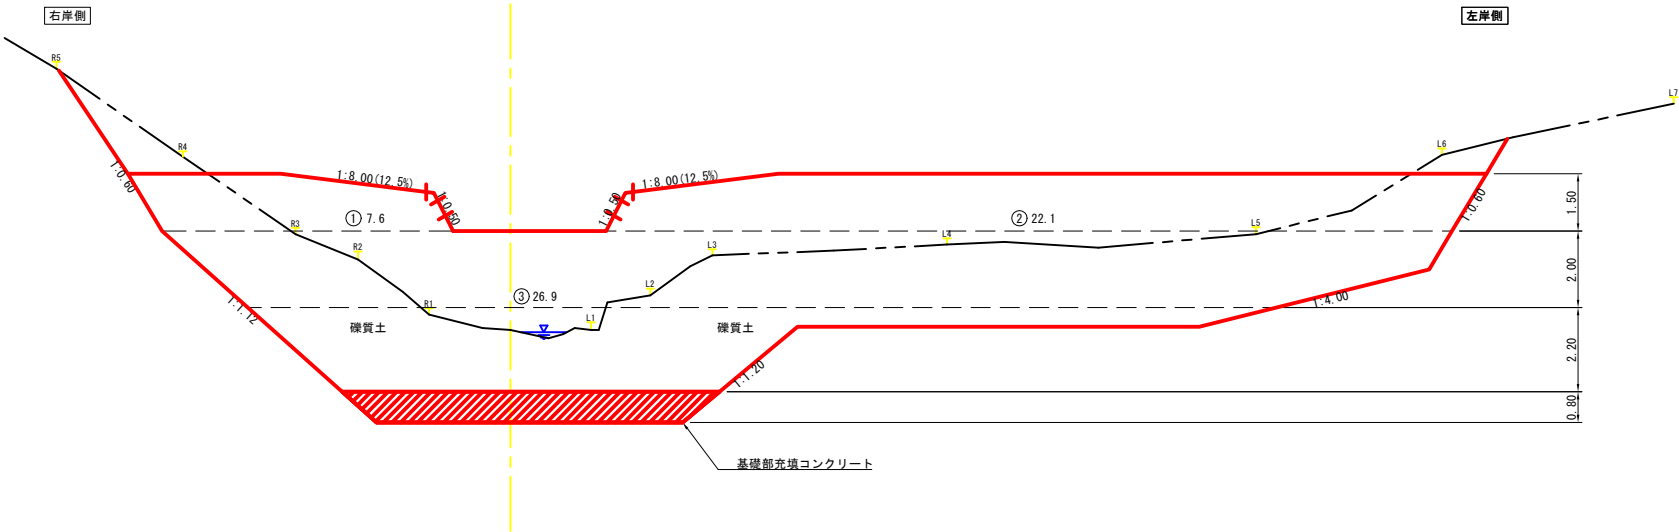 右岸側
左岸側
R5
L7
R4
L6
1:0.60
1:8.00(12.5%)
1:8.00(12.5%)
1:0.50
1:0.50
1:0.60
1.50
① 7.6
② 22.1
R3
L5
L4
R2
L3
2.00
L2
③ 26.9
R1
L1
1:1.12
1:4.00
礫質土
礫質土
2.20
1:1.20
0.80
基礎部充填コンクリート